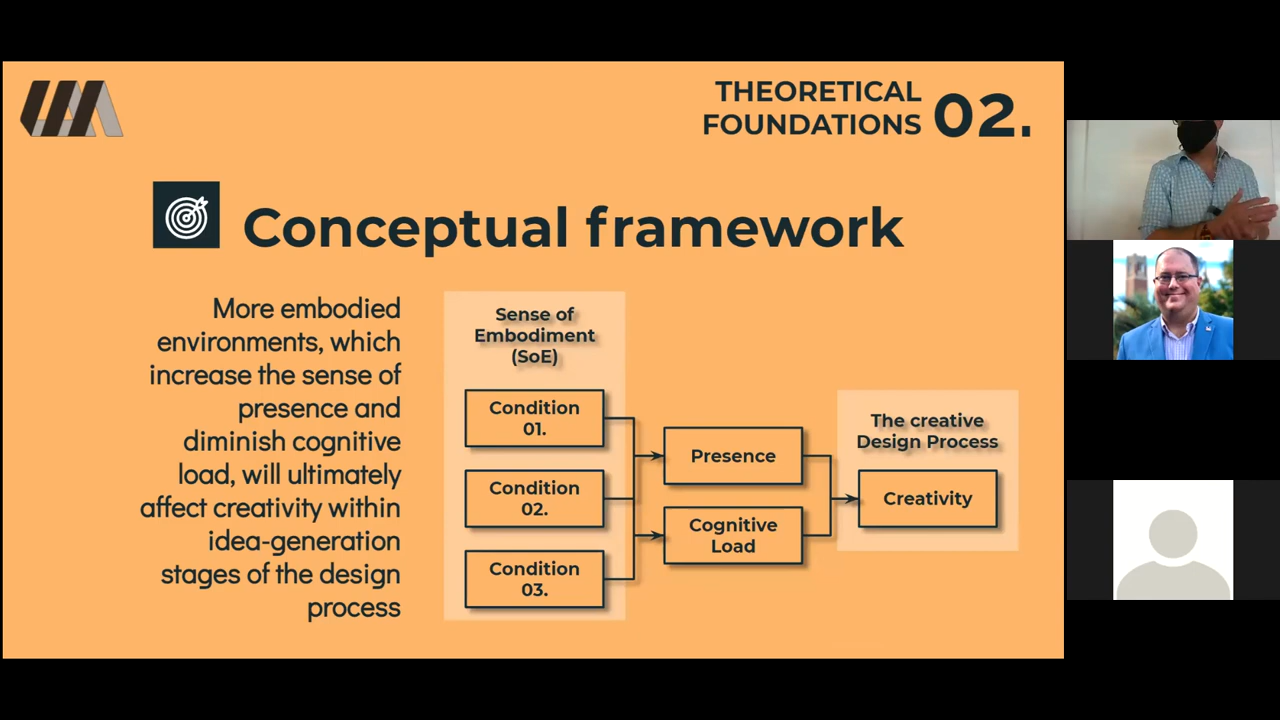 THEORETICAL
FOUNDATIONS
02.
Conceptual framework
More embodied
environments, which
increase the sense of
presence and
diminish cognitive
load, will ultimately
affect creativity within
idea-generation
stages of the design
process
Sense of
Embodiment
(SoE)
Condition
01.
Condition
02.
Condition
03.
Presence
Cognitive
Load
The creative
Design Process
Creativity